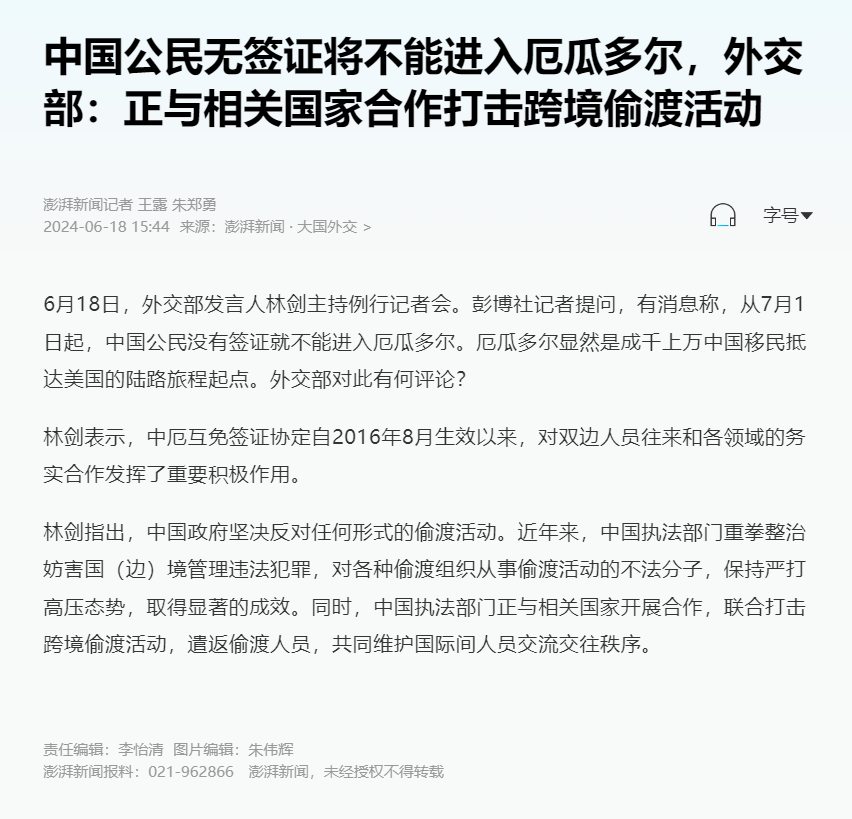 中国公民无签证将不能进入厄瓜多尔，外交
部：正与相关国家合作打击跨境偷渡活动
澎湃新闻记者 王露 朱郑勇
2024-06-18 15:44 来源：澎湃新闻 · 大国外交 >
字号
6月18日，外交部发言人林剑主持例行记者会。彭博社记者提问，有消息称，从7月1
日起，中国公民没有签证就不能进入厄瓜多尔。厄瓜多尔显然是成千上万中国移民抵
达美国的陆路旅程起点。外交部对此有何评论？
林剑表示，中厄互免签证协定自2016年8月生效以来，对双边人员往来和各领域的务
实合作发挥了重要积极作用。
林剑指出，中国政府坚决反对任何形式的偷渡活动。近年来，中国执法部门重拳整治
妨害国（边）境管理违法犯罪，对各种偷渡组织从事偷渡活动的不法分子，保持严打
高压态势，取得显著的成效。同时，中国执法部门正与相关国家开展合作，联合打击
跨境偷渡活动，遣返偷渡人员，共同维护国际间人员交流交往秩序。
责任编辑：李怡清 图片编辑：朱伟辉
澎湃新闻报料：021-962866 澎湃新闻，未经授权不得转载